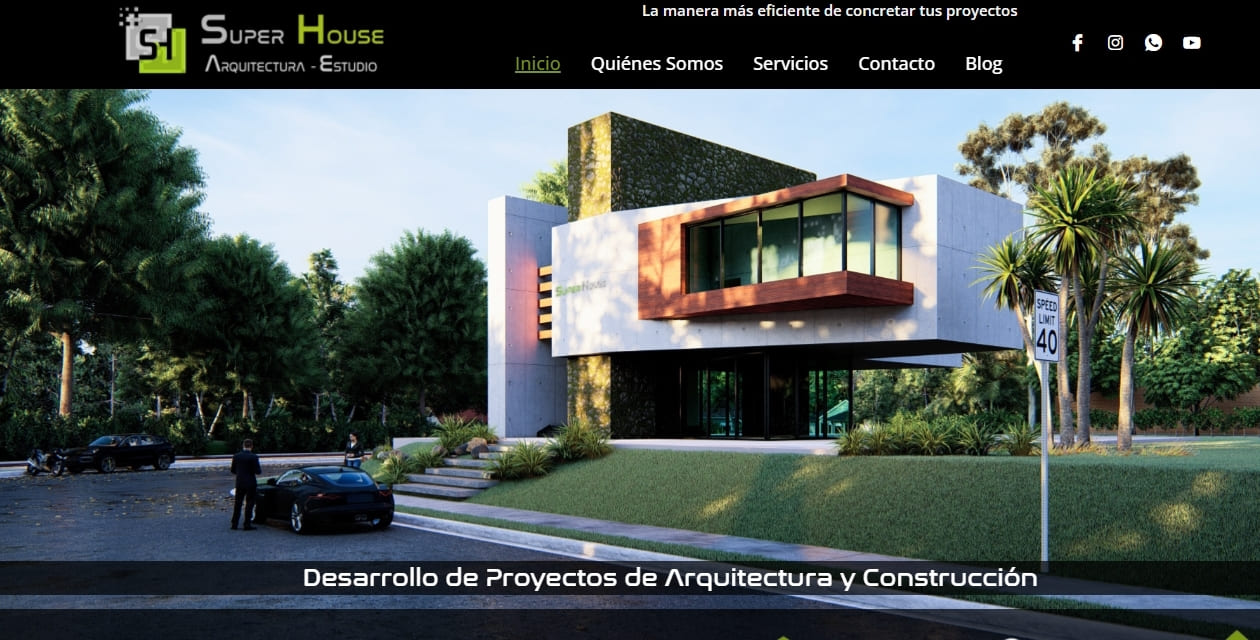 La manera más eficiente de concretar tus proyectos
SH
Super House
Arquitectura - Estudio
Inicio
Quiénes Somos
Servicios
Contacto
Blog
Super House
SPEED
LIMIT
40
Desarrollo de Proyectos de Arquitectura y Construcción